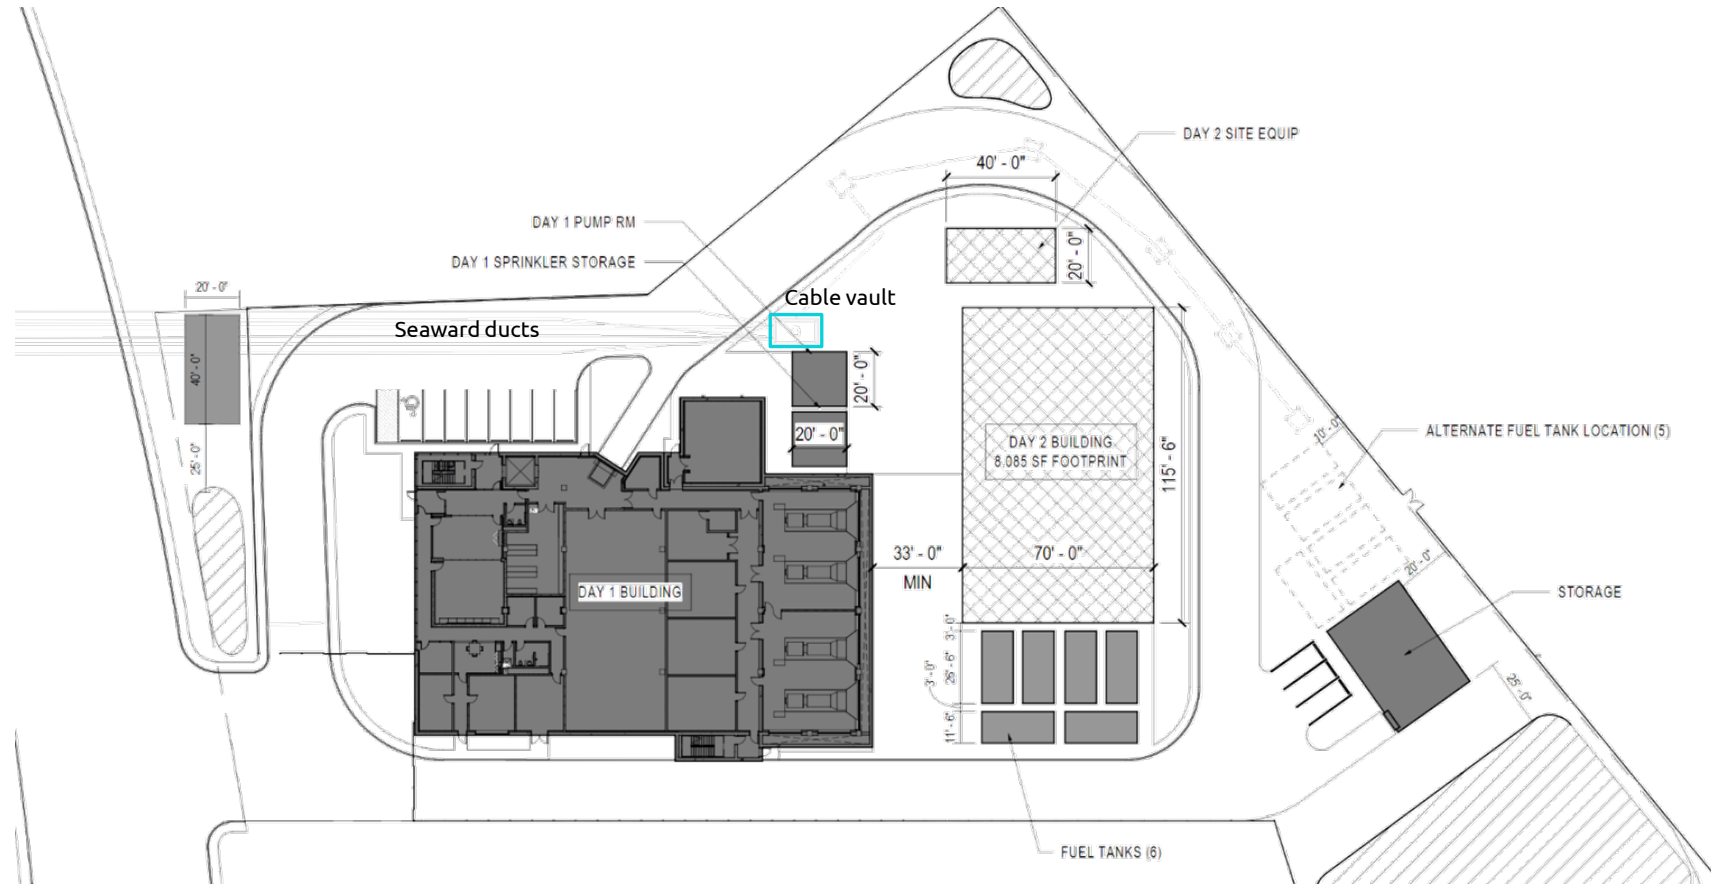 DAY 2 SITE EQUIP
40' - 0"
DAY 1 PUMP RM
20' - 0"
DAY 1 SPRINKLER STORAGE
20' - 0"
Cable vault
Seaward ducts
40' - 0"
20' - 0"
20' - 0"
10' - 0"
ALTERNATE FUEL TANK LOCATION (5)
DAY 2 BUILDING
8,085 SF FOOTPRINT
115' - 6"
25' - 0"
33' - 0"
MIN
70' - 0"
20' - 0"
DAY 1 BUILDING
STORAGE
3' - 0"
25' - 6"
3' - 0"
11' - 6"
25' - 0"
FUEL TANKS (6)